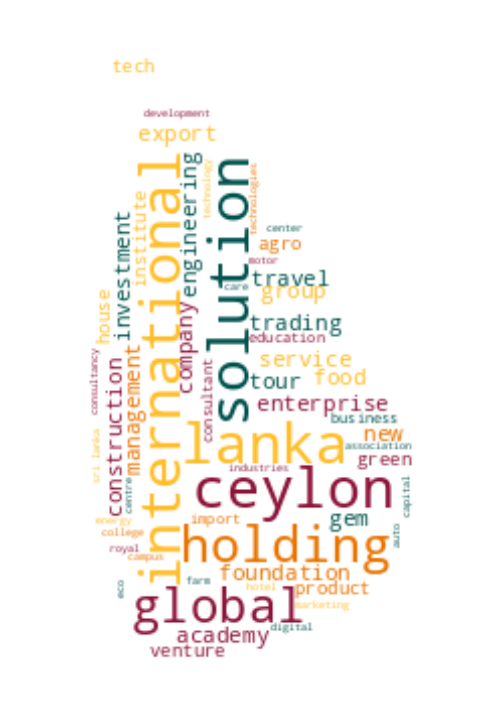 tech
development
export
international
engineering
technology
solution
technologies
institute
investment
center
agro
motor
travel
care
group
house
company
trading
education
consultancy
construction
management
consultant
service
tour
food
enterprise
business
new
lanka
association
green
sri lanka
industries
centre
ceylon
capital
energy
import
gem
auto
college
holding
royal
campus
foundation
eco
farm
hotel
product
global
marketing
academy
digital
venture